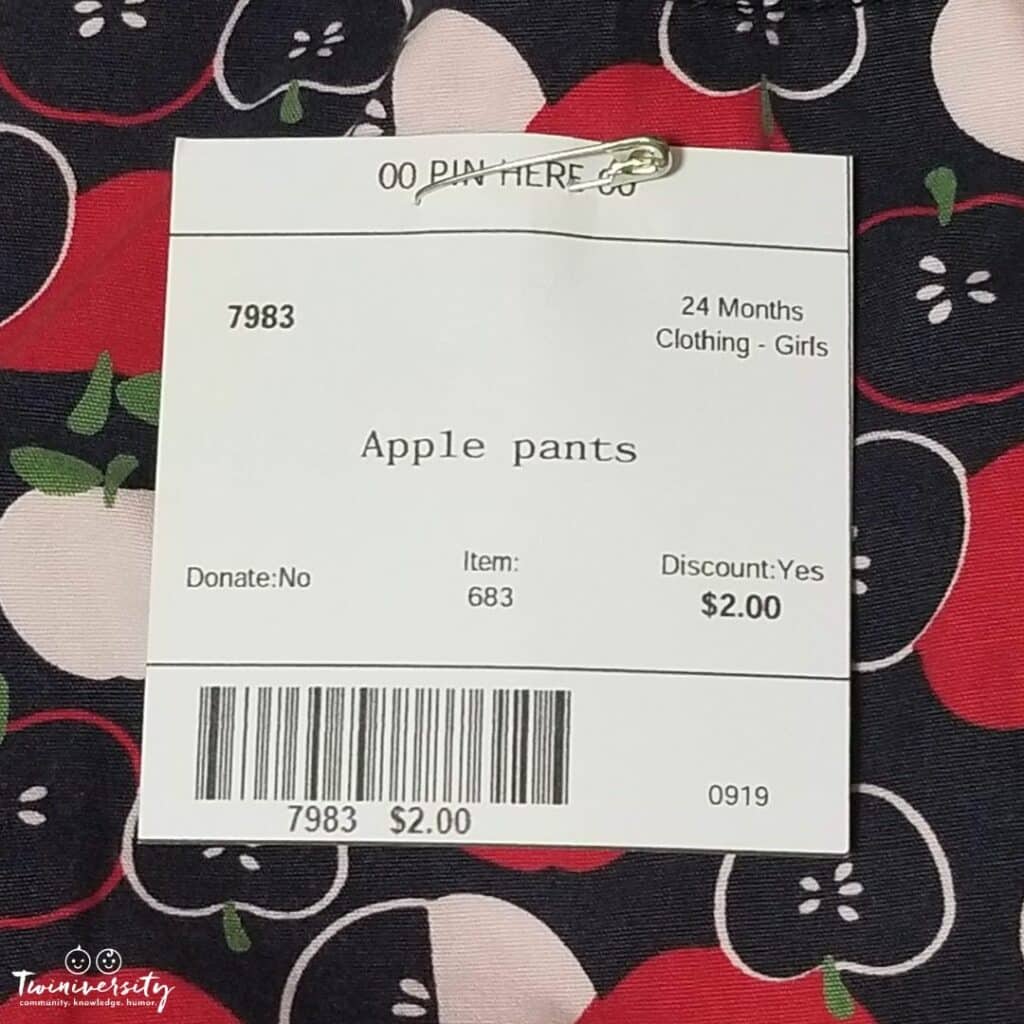 00 PIN HERE 00
7983
24 Months
Clothing - Girls
Apple pants
Donate:No
Item:
683
Discount:Yes
$2.00
7983 $2.00
0919
Twiniversity
community. knowledge. humor.